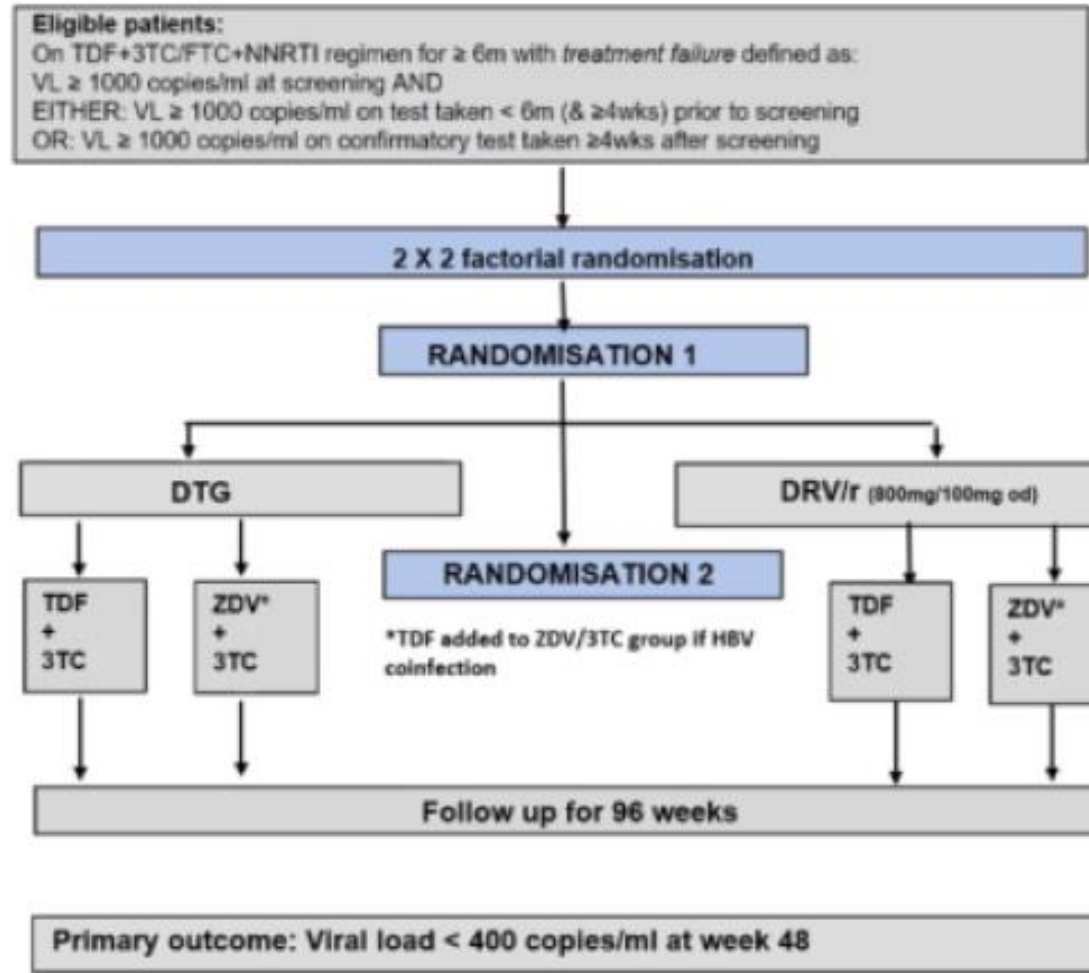 Eligible patients:
On TDF+3TC/FTC+NNRTI regimen for ≥ 6m with treatment failure defined as:
VL ≥ 1000 copies/ml at screening AND
EITHER: VL ≥ 1000 copies/ml on test taken < 6m (& ≥4wks) prior to screening
OR: VL ≥ 1000 copies/ml on confirmatory test taken ≥4wks after screening
2 X 2 factorial randomisation
RANDOMISATION 1
DTG
DRV/r (800mg/100mg od)
RANDOMISATION 2
TDF
+
3TC
ZDV*
+
3TC
*TDF added to ZDV/3TC group if HBV
coinfection
TDF
+
3TC
ZDV*
+
3TC
Follow up for 96 weeks
Primary outcome: Viral load < 400 copies/ml at week 48